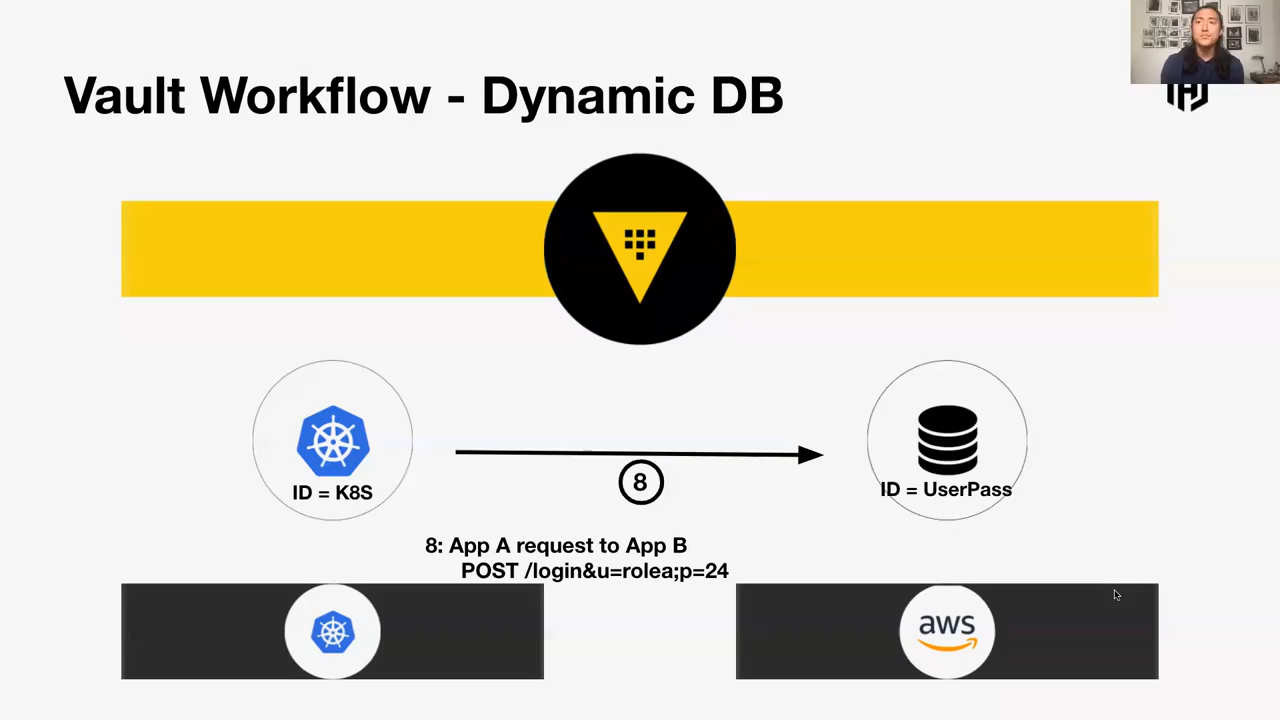 Vault Workflow - Dynamic DB
ID = K8S
8
ID = UserPass
8: App A request to App B
POST /login&u=rolea;p=24
aws